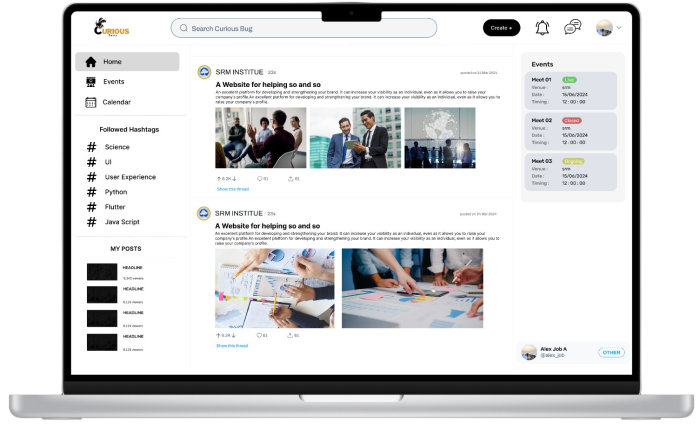 CURIOUS
Search Curious Bug
Create +
Home
Events
Calendar
Followed Hashtags
# Science
# UI
# User Experience
# Python
# Flutter
# Java Script
MY POSTS
HEADLINE
HEADLINE
HEADLINE
HEADLINE
SRM INSTITUE 23s
posted on 24 Mar 2024
A Website for helping so and so
An excellent platform for developing and strengthening your brand. It can increase your visibility as an individual, even as it allows you to raise your
company's profile.An excellent platform for developing and strengthening your brand. It can increase your visibility as an individual, even as it allows you to
raise your company's profile.
6.2K 61 61
Show this thread
SRM INSTITUE 23s
posted on 24 Mar 2024
A Website for helping so and so
An excellent platform for developing and strengthening your brand. It can increase your visibility as an individual, even as it allows you to raise your
company's profile.An excellent platform for developing and strengthening your brand. It can increase your visibility as an individual, even as it allows you to
raise your company's profile.
6.2K 61 61
Show this thread
Events
Meet 01 Live
Venue : srm
Date : 15/06/2024
Timing : 12 : 00 : 00
Meet 02 Closed
Venue : srm
Date : 15/06/2024
Timing : 12 : 00 : 00
Meet 03 Ongoing
Venue : srm
Date : 15/06/2024
Timing : 12 : 00 : 00
Alex Job A
@alex_job
OTHER